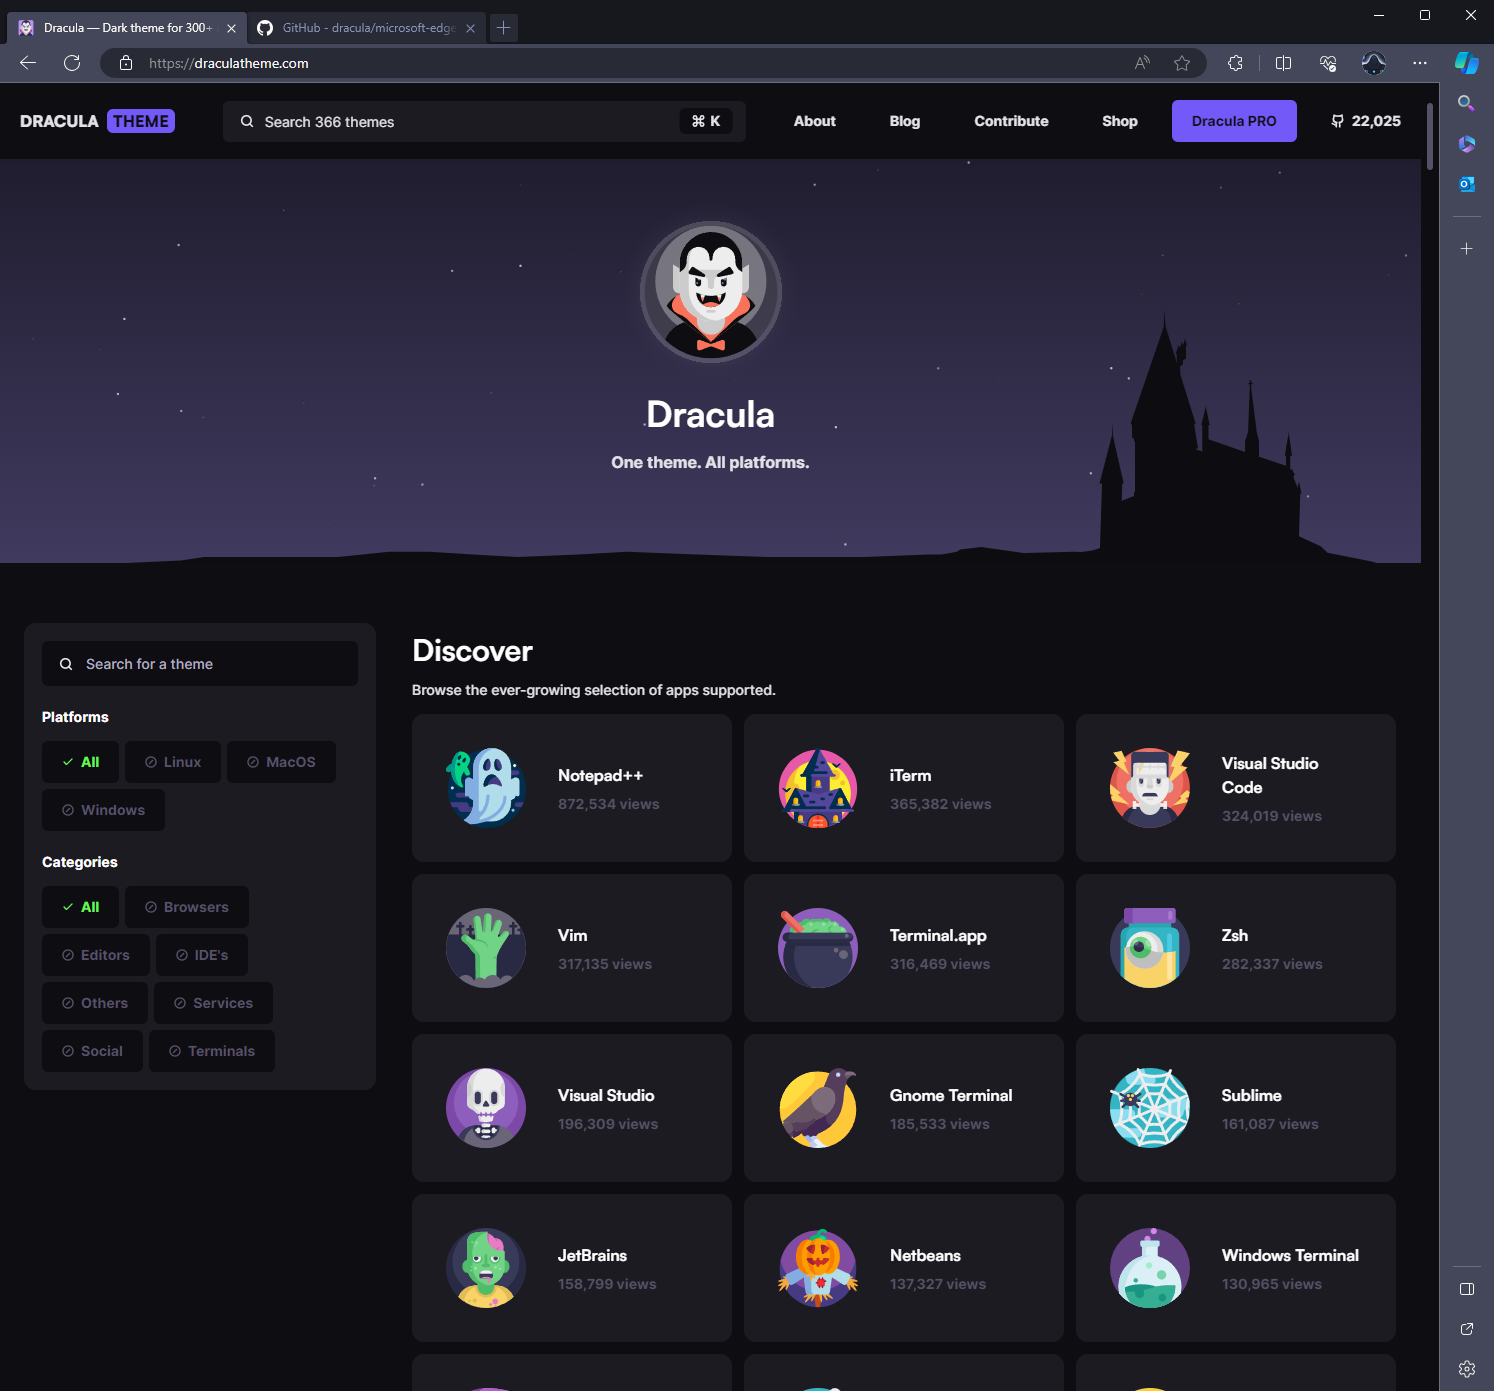 Dracula — Dark theme for 300+
GitHub - dracula/microsoft-edge
https://draculatheme.com
DRACULA THEME
Search 366 themes
⌘ K
About
Blog
Contribute
Shop
Dracula PRO
22,025
Dracula
One theme. All platforms.
Search for a theme
Platforms
All
Linux
MacOS
Windows
Categories
All
Browsers
Editors
IDE's
Others
Services
Social
Terminals
Discover
Browse the ever-growing selection of apps supported.
Notepad++
872,534 views
iTerm
365,382 views
Visual Studio
Code
324,019 views
Vim
317,135 views
Terminal.app
316,469 views
Zsh
282,337 views
Visual Studio
196,309 views
Gnome Terminal
185,533 views
Sublime
161,087 views
JetBrains
158,799 views
Netbeans
137,327 views
Windows Terminal
130,965 views